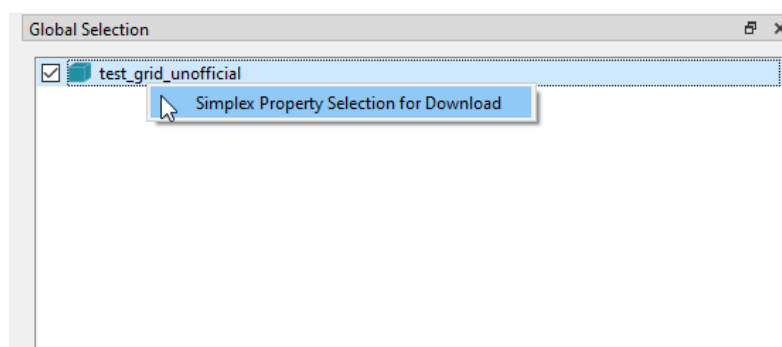 Global Selection
test_grid_unofficial
Simplex Property Selection for Download